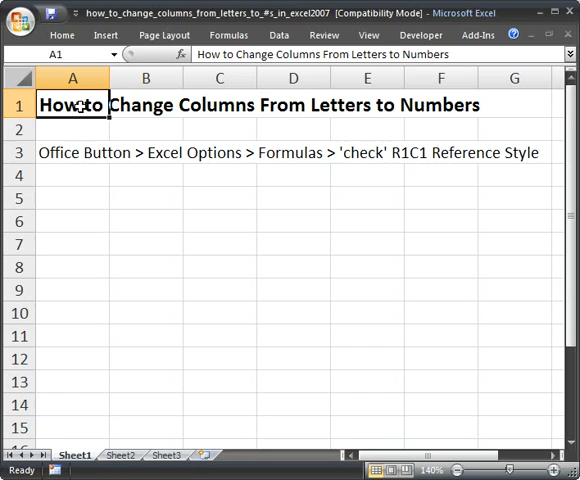 how_to_change_columns_from_letters_to_#s_in_excel2007 [Compatibility Mode] - Microsoft Excel
Home Insert Page Layout Formulas Data Review View Developer Add-Ins
A1 fx How to Change Columns From Letters to Numbers
A B C D E F G
1 How to Change Columns From Letters to Numbers
2
3 Office Button > Excel Options > Formulas > 'check' R1C1 Reference Style
4
5
6
7
8
9
10
11
12
13
14
15
Sheet1 Sheet2 Sheet3
Ready 140%